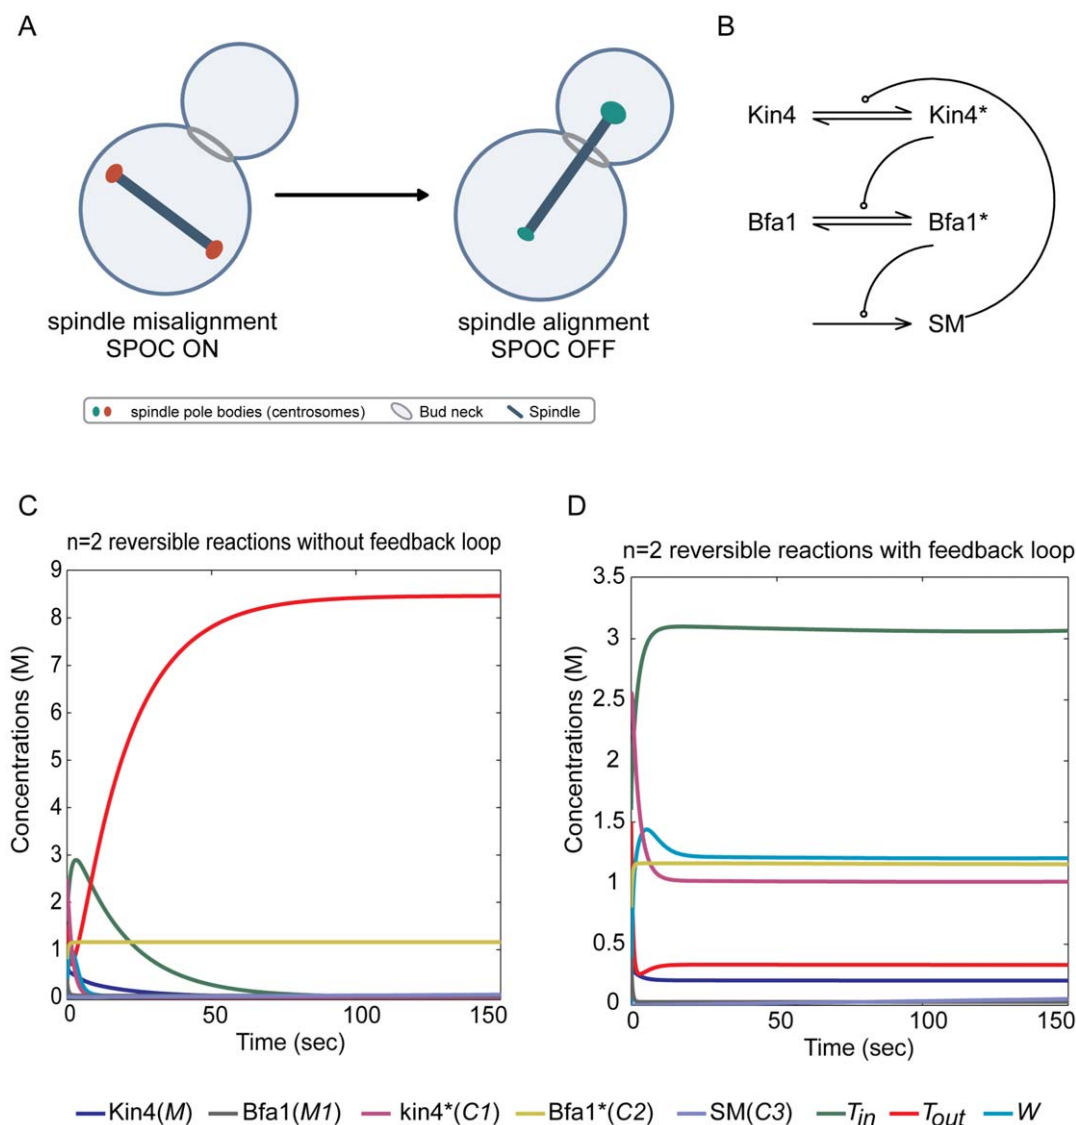 A
B
spindle misalignment
SPOC ON
spindle alignment
SPOC OFF
spindle pole bodies (centrosomes) Bud neck Spindle
Kin4 Kin4*
Bfa1 Bfa1*
SM
C
n=2 reversible reactions without feedback loop
Concentrations (M)
9
8
7
6
5
4
3
2
1
0
0 50 100 150
Time (sec)
D
n=2 reversible reactions with feedback loop
Concentrations (M)
3.5
3
2.5
2
1.5
1
0.5
0
0 50 100 150
Time (sec)
Kin4(M) Bfa1(M1) kin4*(C1) Bfa1*(C2) SM(C3) Tin Tout W